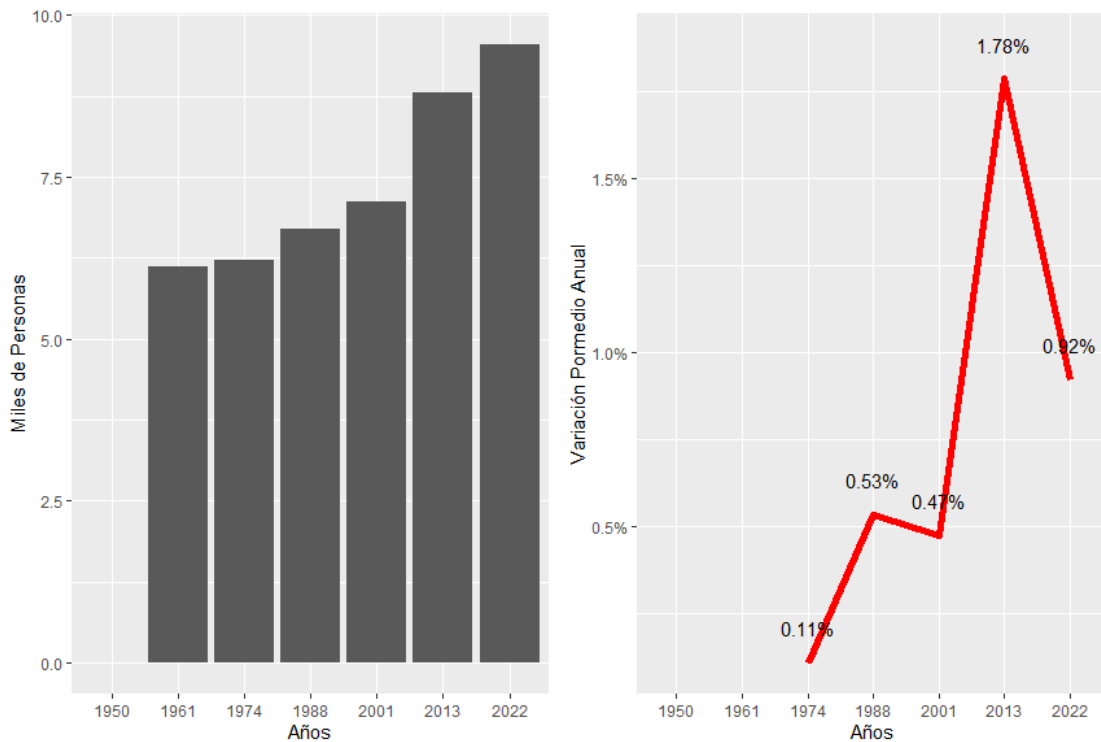 Miles de Personas
10.0
7.5
5.0
2.5
0.0
1950 1961 1974 1988 2001 2013 2022
Años
Variación Pormedio Anual
1.5%
1.0%
0.5%
0.11%
0.53%
0.47%
1.78%
0.92%
1950 1961 1974 1988 2001 2013 2022
Años